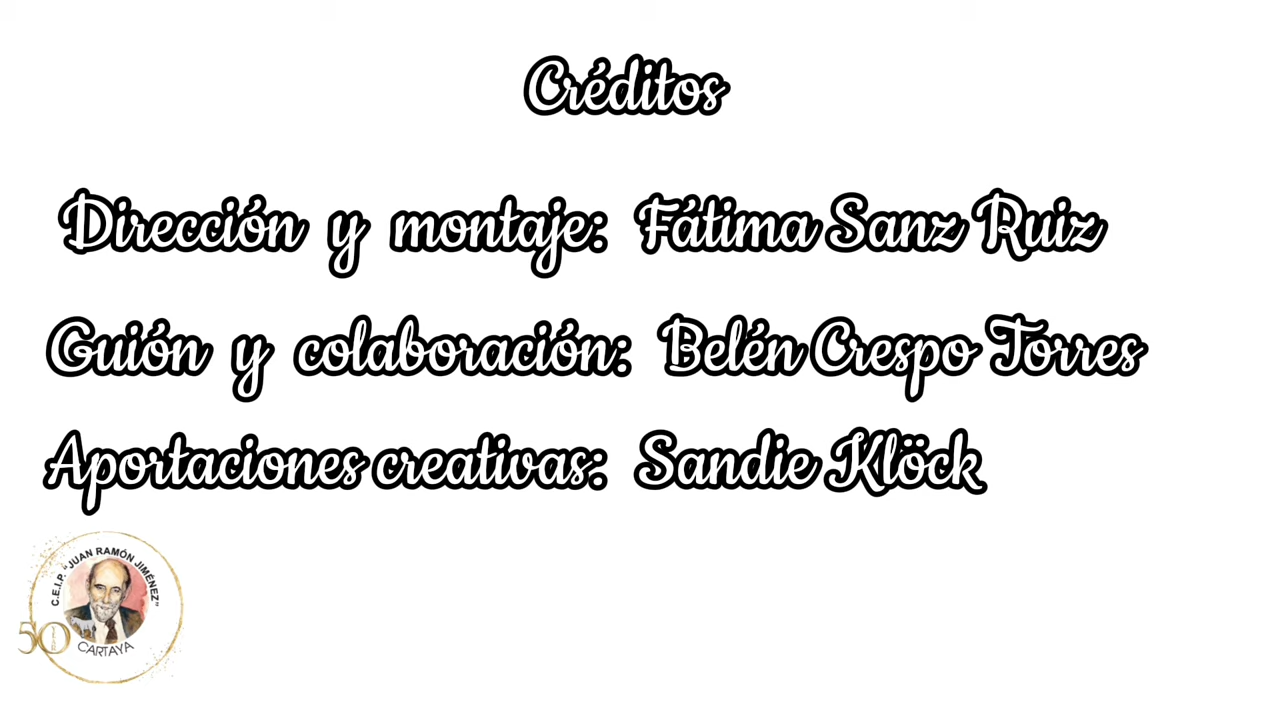 Créditos
Dirección y montaje: Fátima Sanz Ruiz
Guión y colaboración: Belén Crespo Torres
Aportaciones creativas: Sandie Klöck
C.E.I.P. "JUAN RAMÓN JIMÉNEZ"
50
CARTAYA